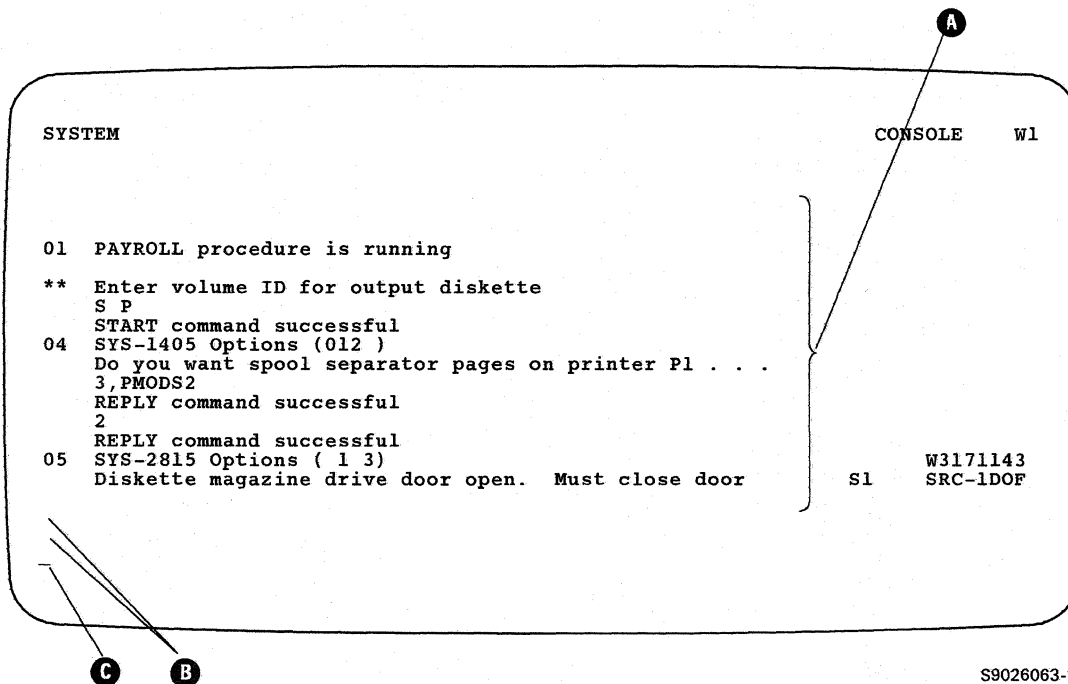 A
SYSTEM CONSOLE W1
01 PAYROLL procedure is running
** Enter volume ID for output diskette
S P
START command successful
04 SYS-1405 Options (012 )
Do you want spool separator pages on printer P1 . . .
3,PMODS2
REPLY command successful
2
REPLY command successful
05 SYS-2815 Options ( 1 3) W3171143
Diskette magazine drive door open. Must close door S1 SRC-1D0F
C B